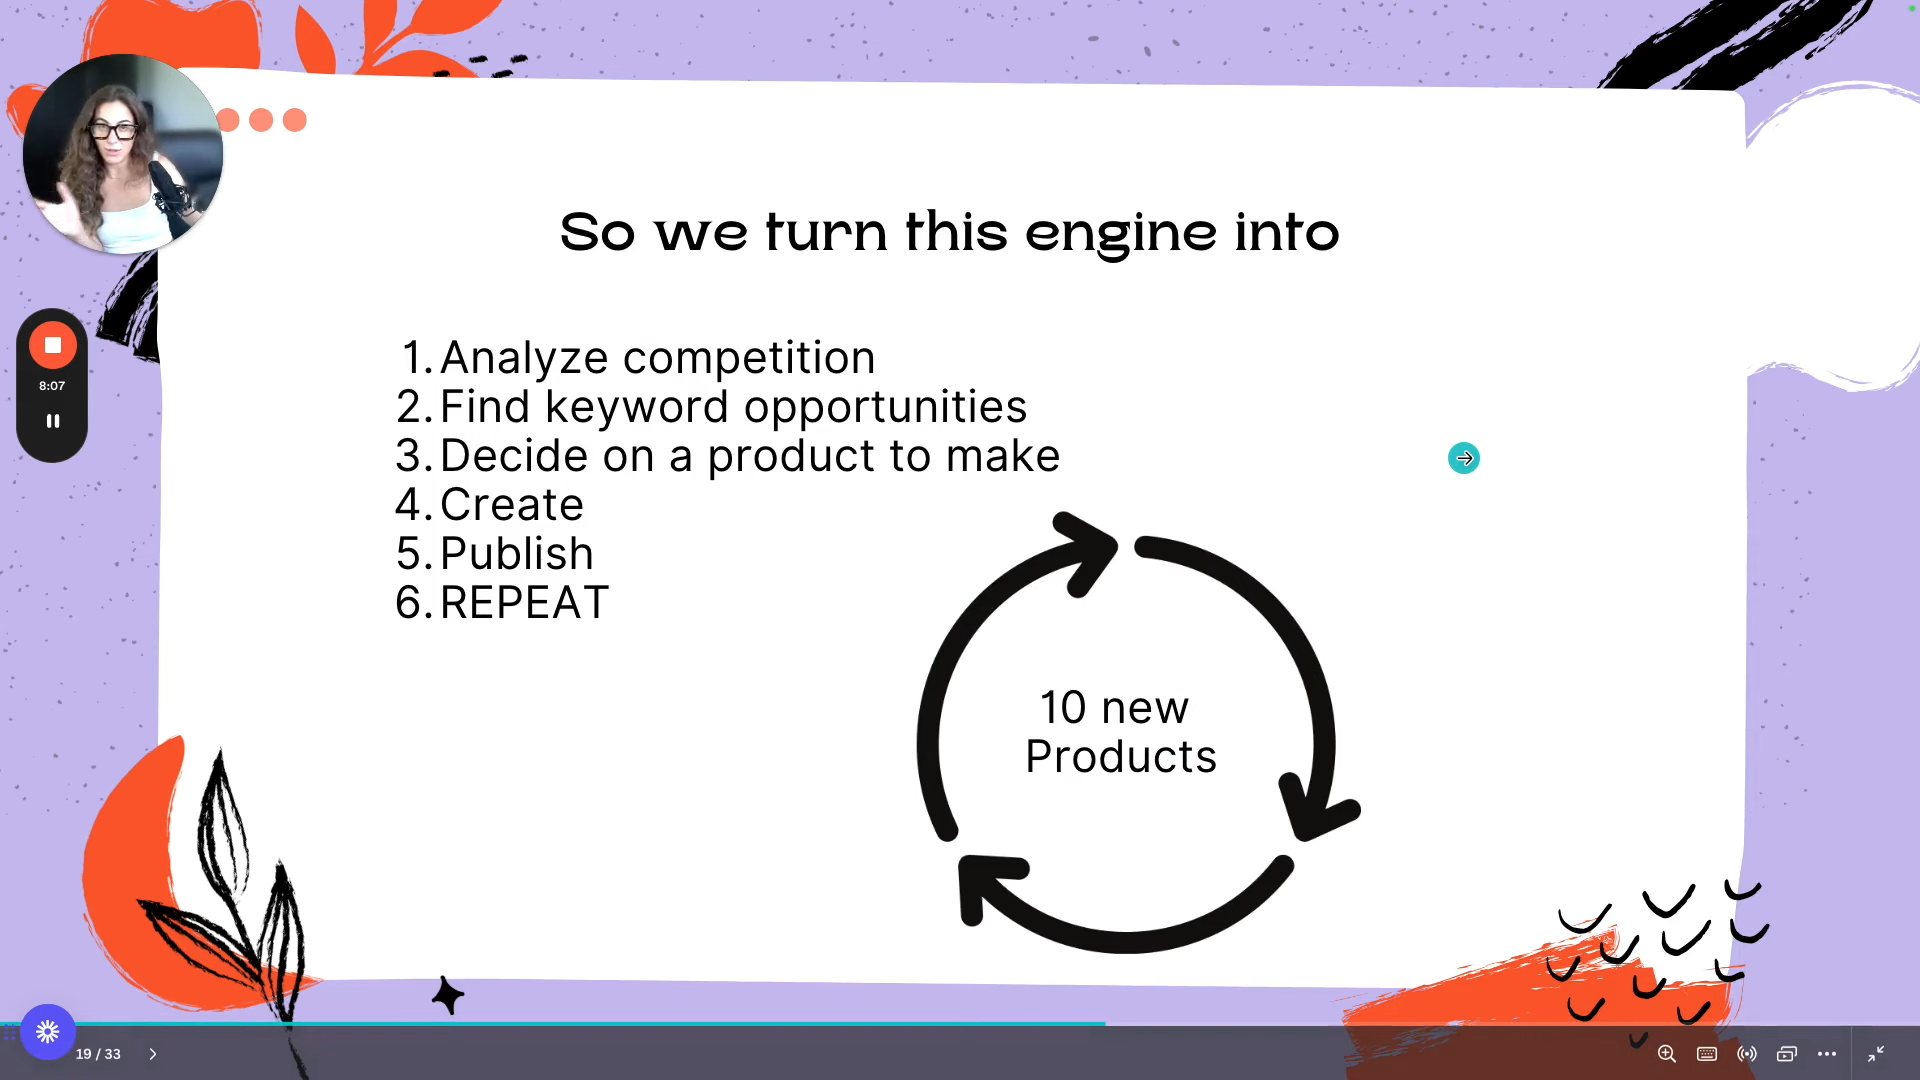 So we turn this engine into
1. Analyze competition
2. Find keyword opportunities
3. Decide on a product to make
4. Create
5. Publish
6. REPEAT
10 new
Products
8:07
19 / 33